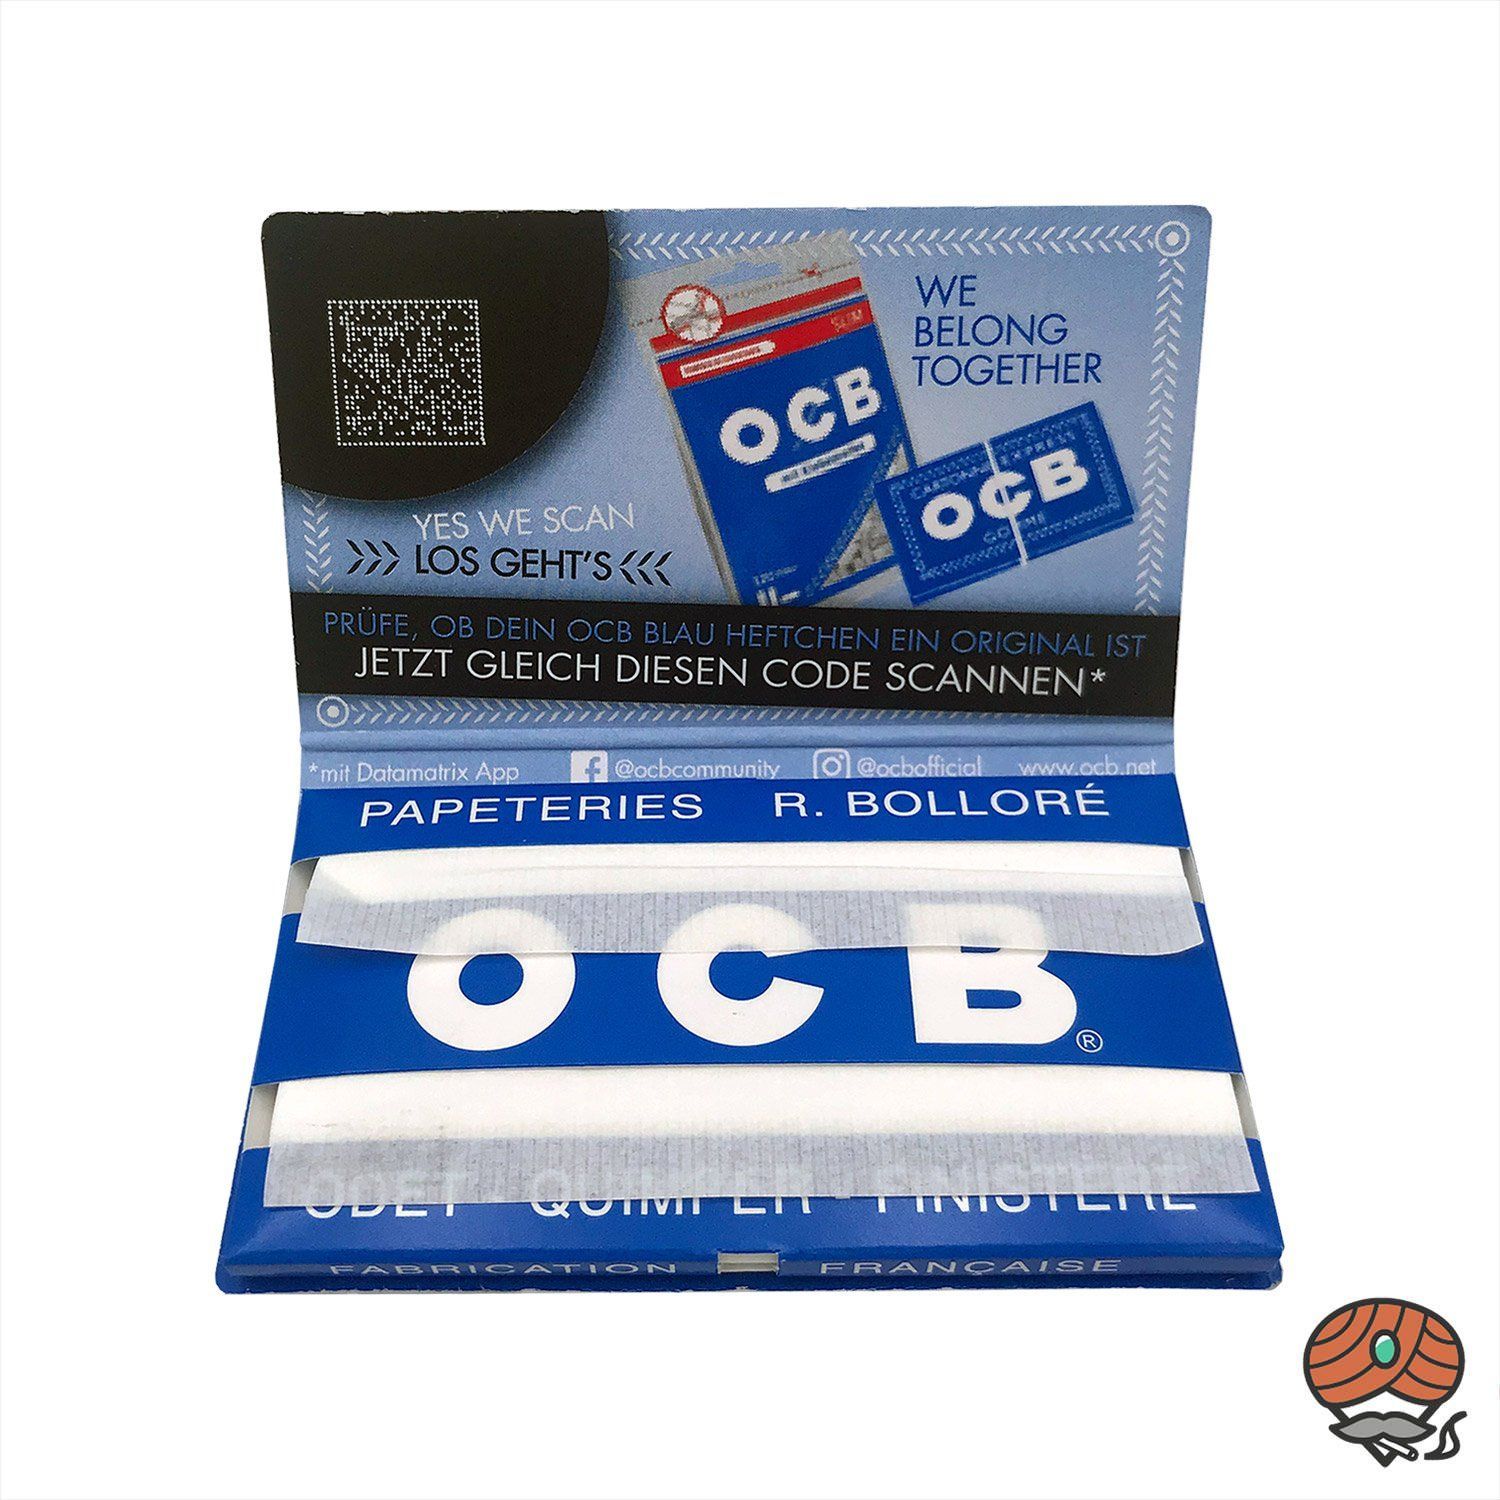 WE
BELONG
TOGETHER
SLIM
OCB
OCB
YES WE SCAN
››› LOS GEHT'S ‹‹‹
PRÜFE, OB DEIN OCB BLAU HEFTCHEN EIN ORIGINAL IST
JETZT GLEICH DIESEN CODE SCANNEN*
*mit Datamatrix App @ocbcommunity @ocbofficial www.ocb.net
PAPETERIES R. BOLLORÉ
OCB®
ODET · QUIMPER · FINISTÈRE
FABRICATION FRANÇAISE